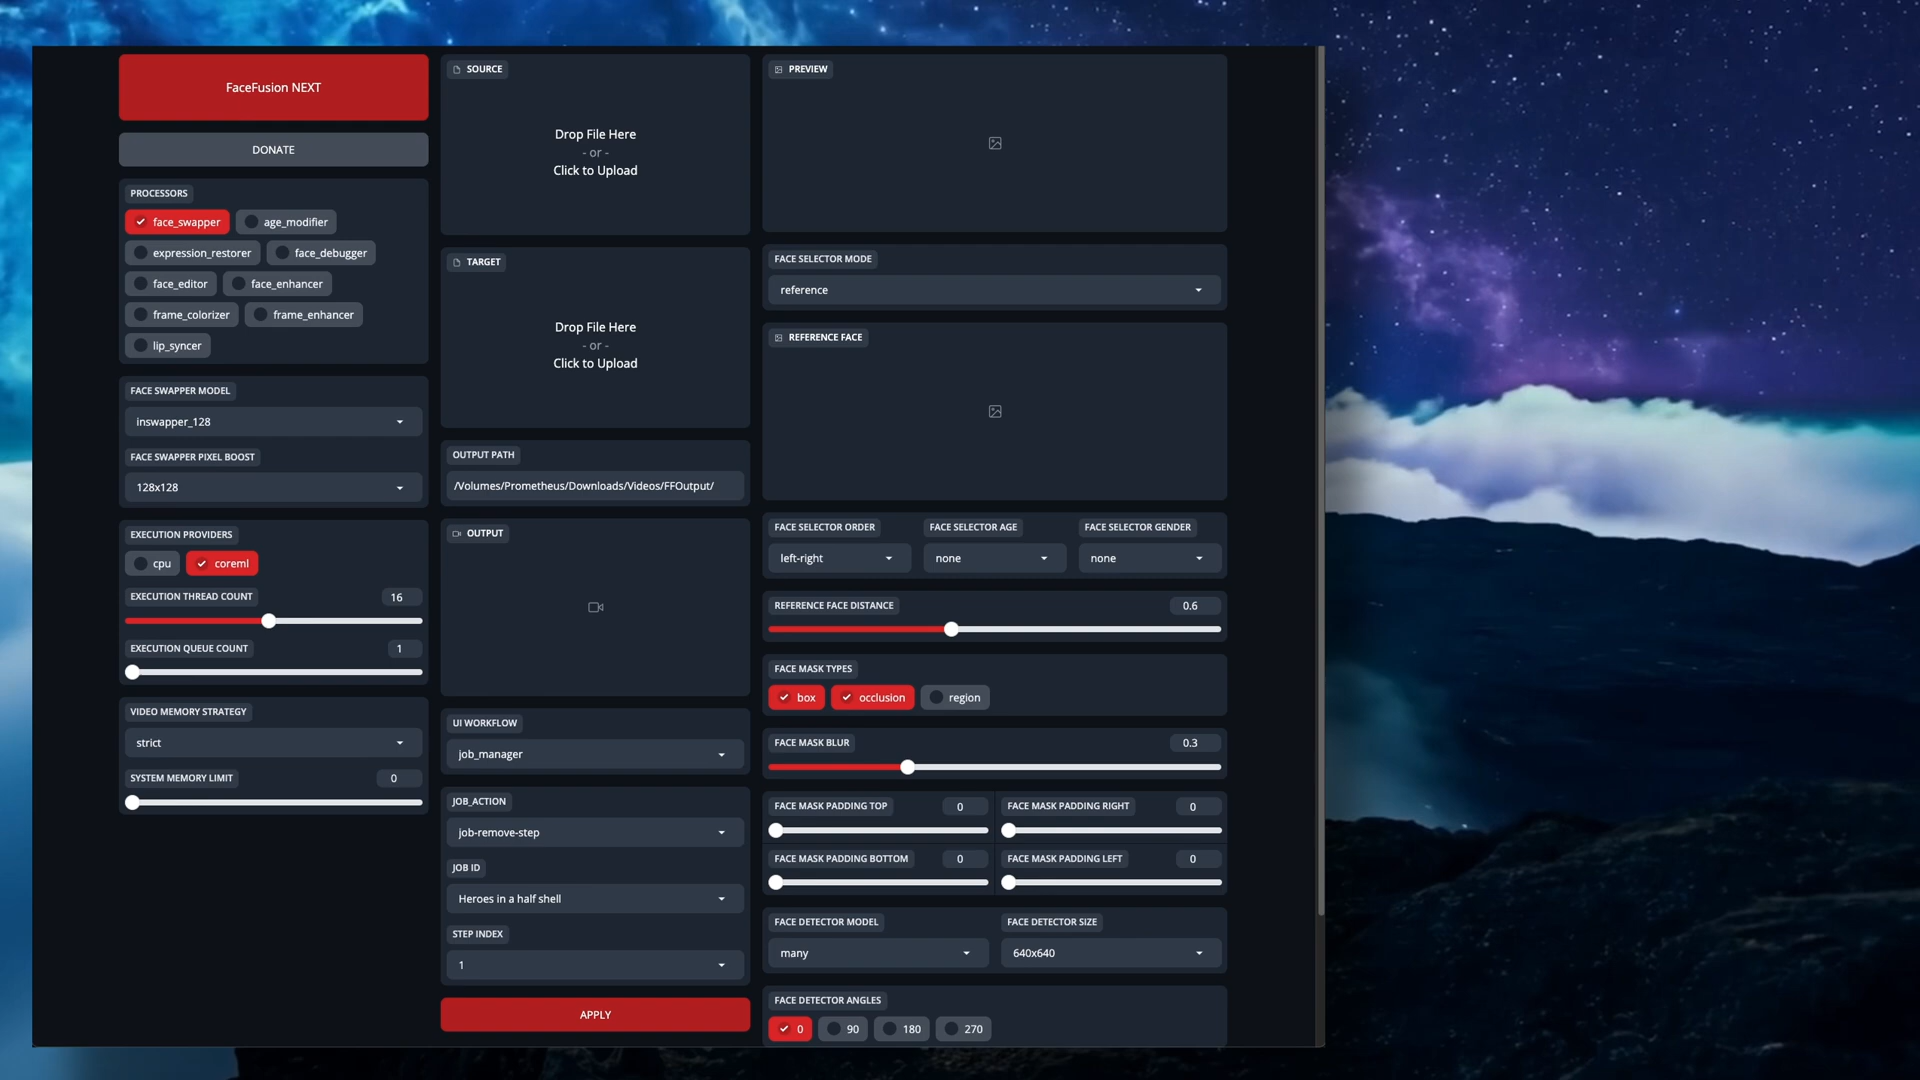 FaceFusion NEXT
DONATE
PROCESSORS
face_swapper
age_modifier
expression_restorer
face_debugger
face_editor
face_enhancer
frame_colorizer
frame_enhancer
lip_syncer
FACE SWAPPER MODEL
inswapper_128
FACE SWAPPER PIXEL BOOST
128x128
EXECUTION PROVIDERS
cpu
coreml
EXECUTION THREAD COUNT
16
EXECUTION QUEUE COUNT
1
VIDEO MEMORY STRATEGY
strict
SYSTEM MEMORY LIMIT
0
SOURCE
Drop File Here
- or -
Click to Upload
TARGET
Drop File Here
- or -
Click to Upload
OUTPUT PATH
/Volumes/Prometheus/Downloads/Videos/FFOutput/
OUTPUT
UI WORKFLOW
job_manager
JOB_ACTION
job-remove-step
JOB ID
Heroes in a half shell
STEP INDEX
1
APPLY
PREVIEW
FACE SELECTOR MODE
reference
REFERENCE FACE
FACE SELECTOR ORDER
left-right
FACE SELECTOR AGE
none
FACE SELECTOR GENDER
none
REFERENCE FACE DISTANCE
0.6
FACE MASK TYPES
box
occlusion
region
FACE MASK BLUR
0.3
FACE MASK PADDING TOP
0
FACE MASK PADDING RIGHT
0
FACE MASK PADDING BOTTOM
0
FACE MASK PADDING LEFT
0
FACE DETECTOR MODEL
many
FACE DETECTOR SIZE
640x640
FACE DETECTOR ANGLES
0
90
180
270